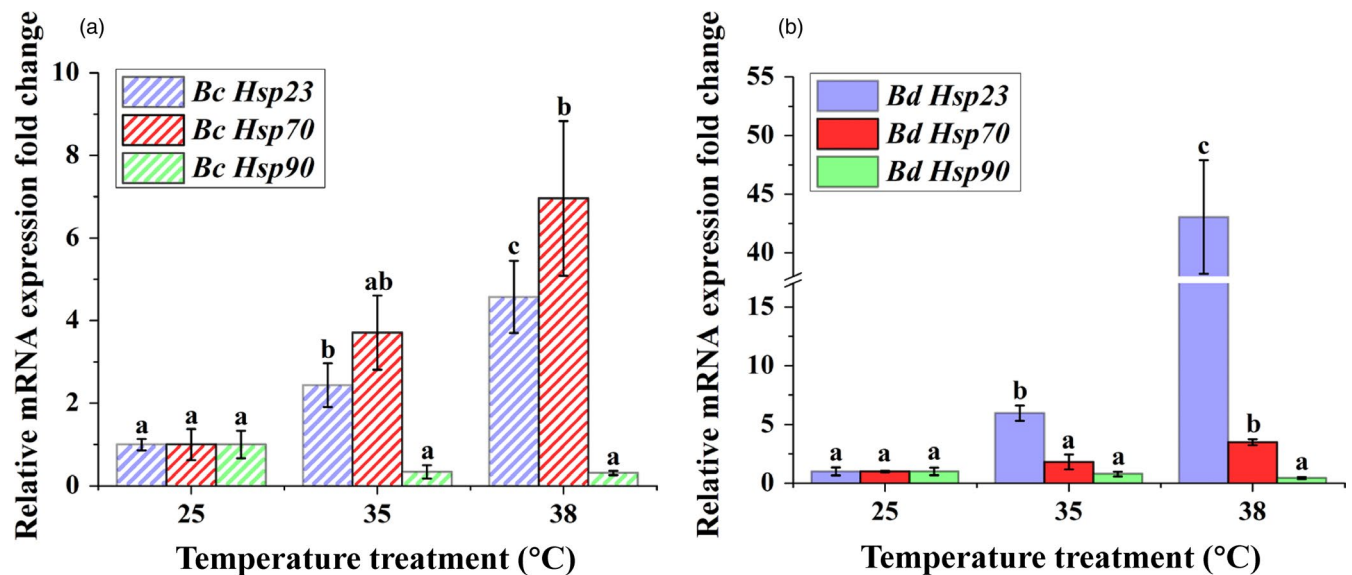 (a)
Relative mRNA expression fold change
10
8
6
4
2
0
Bc Hsp23
Bc Hsp70
Bc Hsp90
a
a
a
b
ab
a
c
b
a
25
35
38
Temperature treatment (°C)
(b)
Relative mRNA expression fold change
55
50
45
40
15
10
5
0
Bd Hsp23
Bd Hsp70
Bd Hsp90
a
a
a
b
a
a
c
b
a
25
35
38
Temperature treatment (°C)